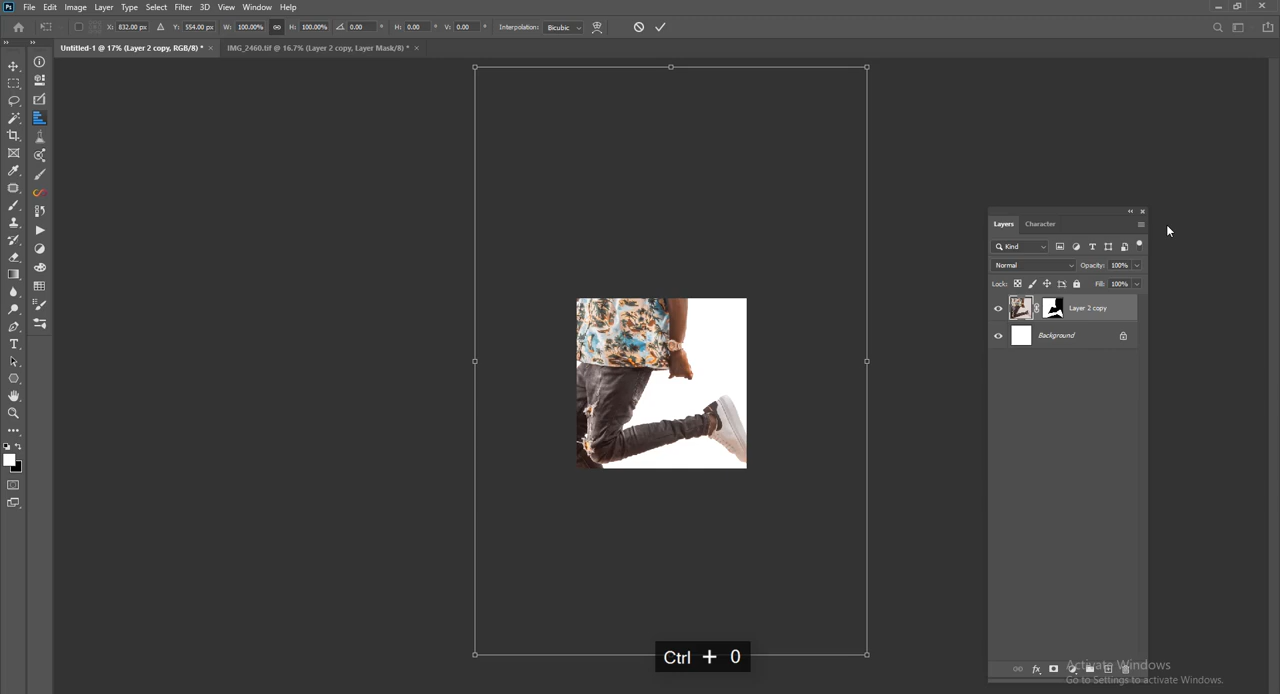 Ps File Edit Image Layer Type Select Filter 3D View Window Help
X: 832.00 px Y: 554.00 px W: 100.00% H: 100.00% 0.00 ° H: 0.00 ° V: 0.00 ° Interpolation: Bicubic
Untitled-1 @ 17% (Layer 2 copy, RGB/8) * × IMG_2460.tif @ 16.7% (Layer 2 copy, Layer Mask/8) * ×
Layers Character
Kind
Normal Opacity: 100%
Lock: Fill: 100%
Layer 2 copy
Background
Ctrl + 0
fx
Activate Windows
Go to Settings to activate Windows.